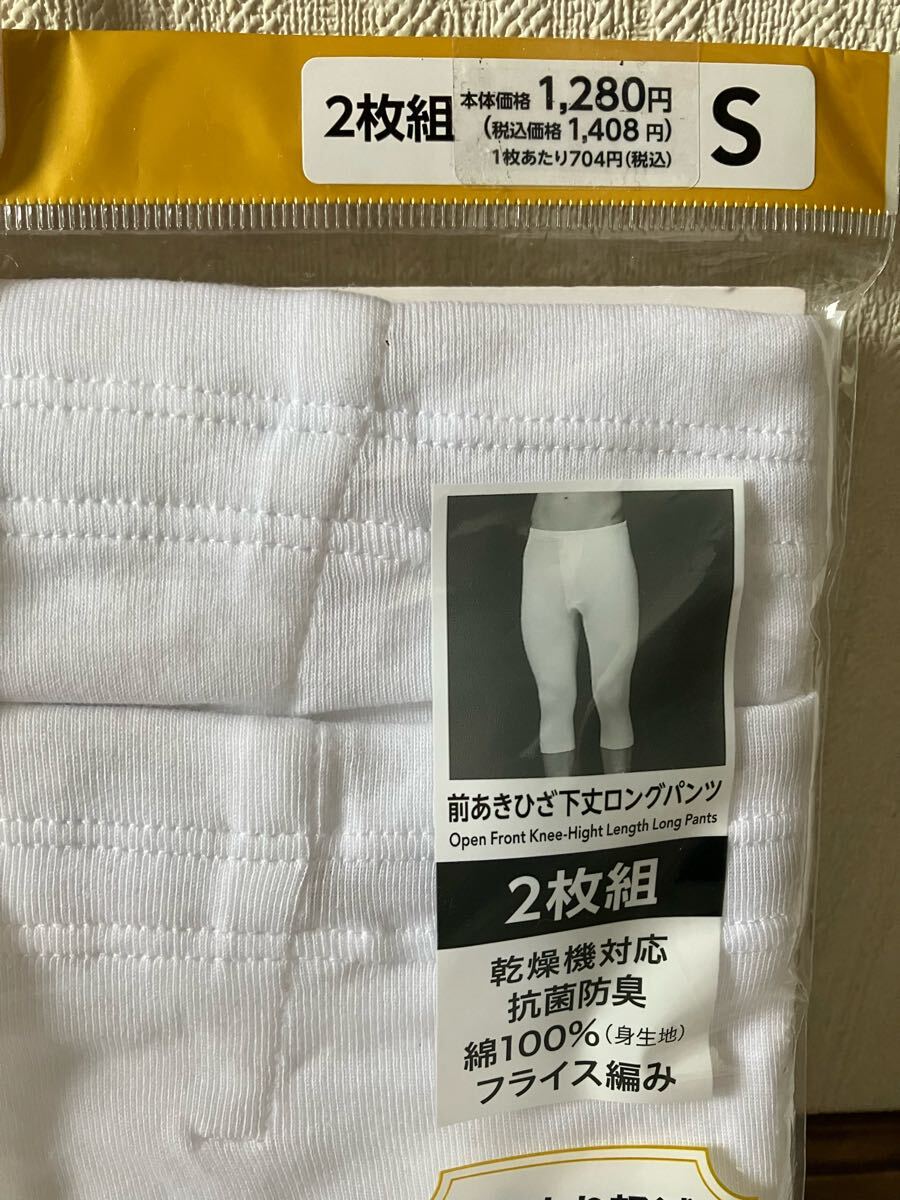 2枚組
本体価格 1,280円
(税込価格 1,408円)
1枚あたり704円(税込)
S
前あきひざ下丈ロングパンツ
Open Front Knee-Hight Length Long Pants
2枚組
乾燥機対応
抗菌防臭
綿100%(身生地)
フライス編み